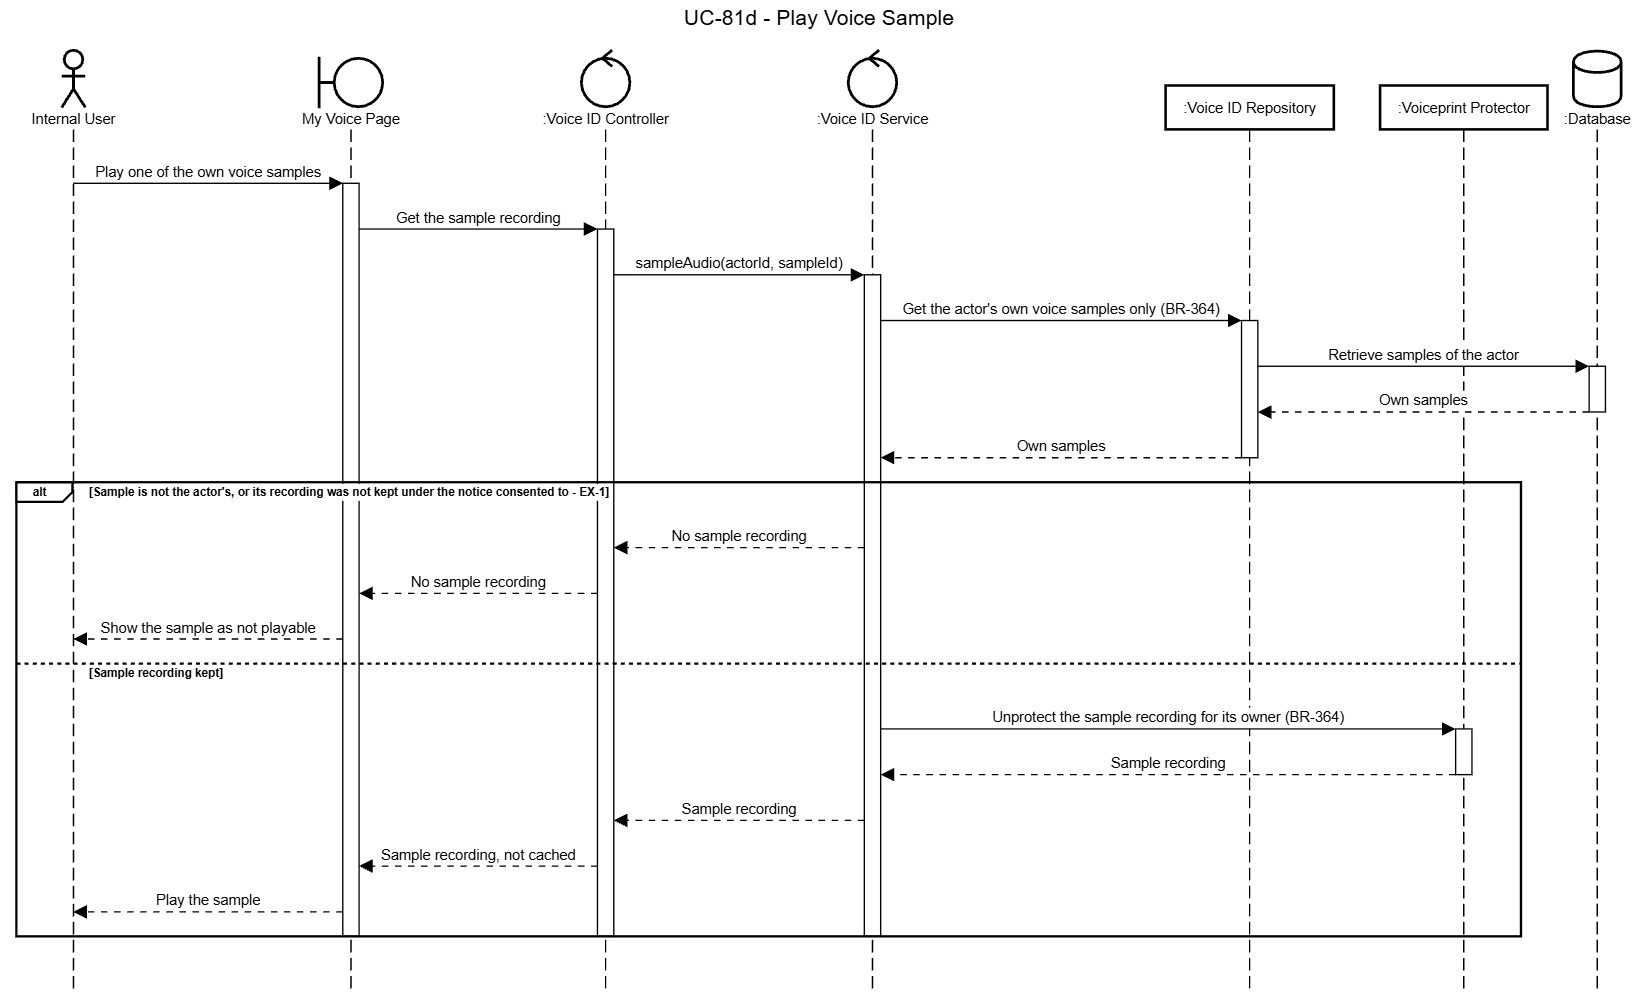 UC-81d - Play Voice Sample
Internal User
My Voice Page
:Voice ID Controller
:Voice ID Service
:Voice ID Repository
:Voiceprint Protector
:Database
Play one of the own voice samples
Get the sample recording
sampleAudio(actorId, sampleId)
Get the actor's own voice samples only (BR-364)
Retrieve samples of the actor
Own samples
Own samples
alt
[Sample is not the actor's, or its recording was not kept under the notice consented to - EX-1]
No sample recording
No sample recording
Show the sample as not playable
[Sample recording kept]
Unprotect the sample recording for its owner (BR-364)
Sample recording
Sample recording
Sample recording, not cached
Play the sample